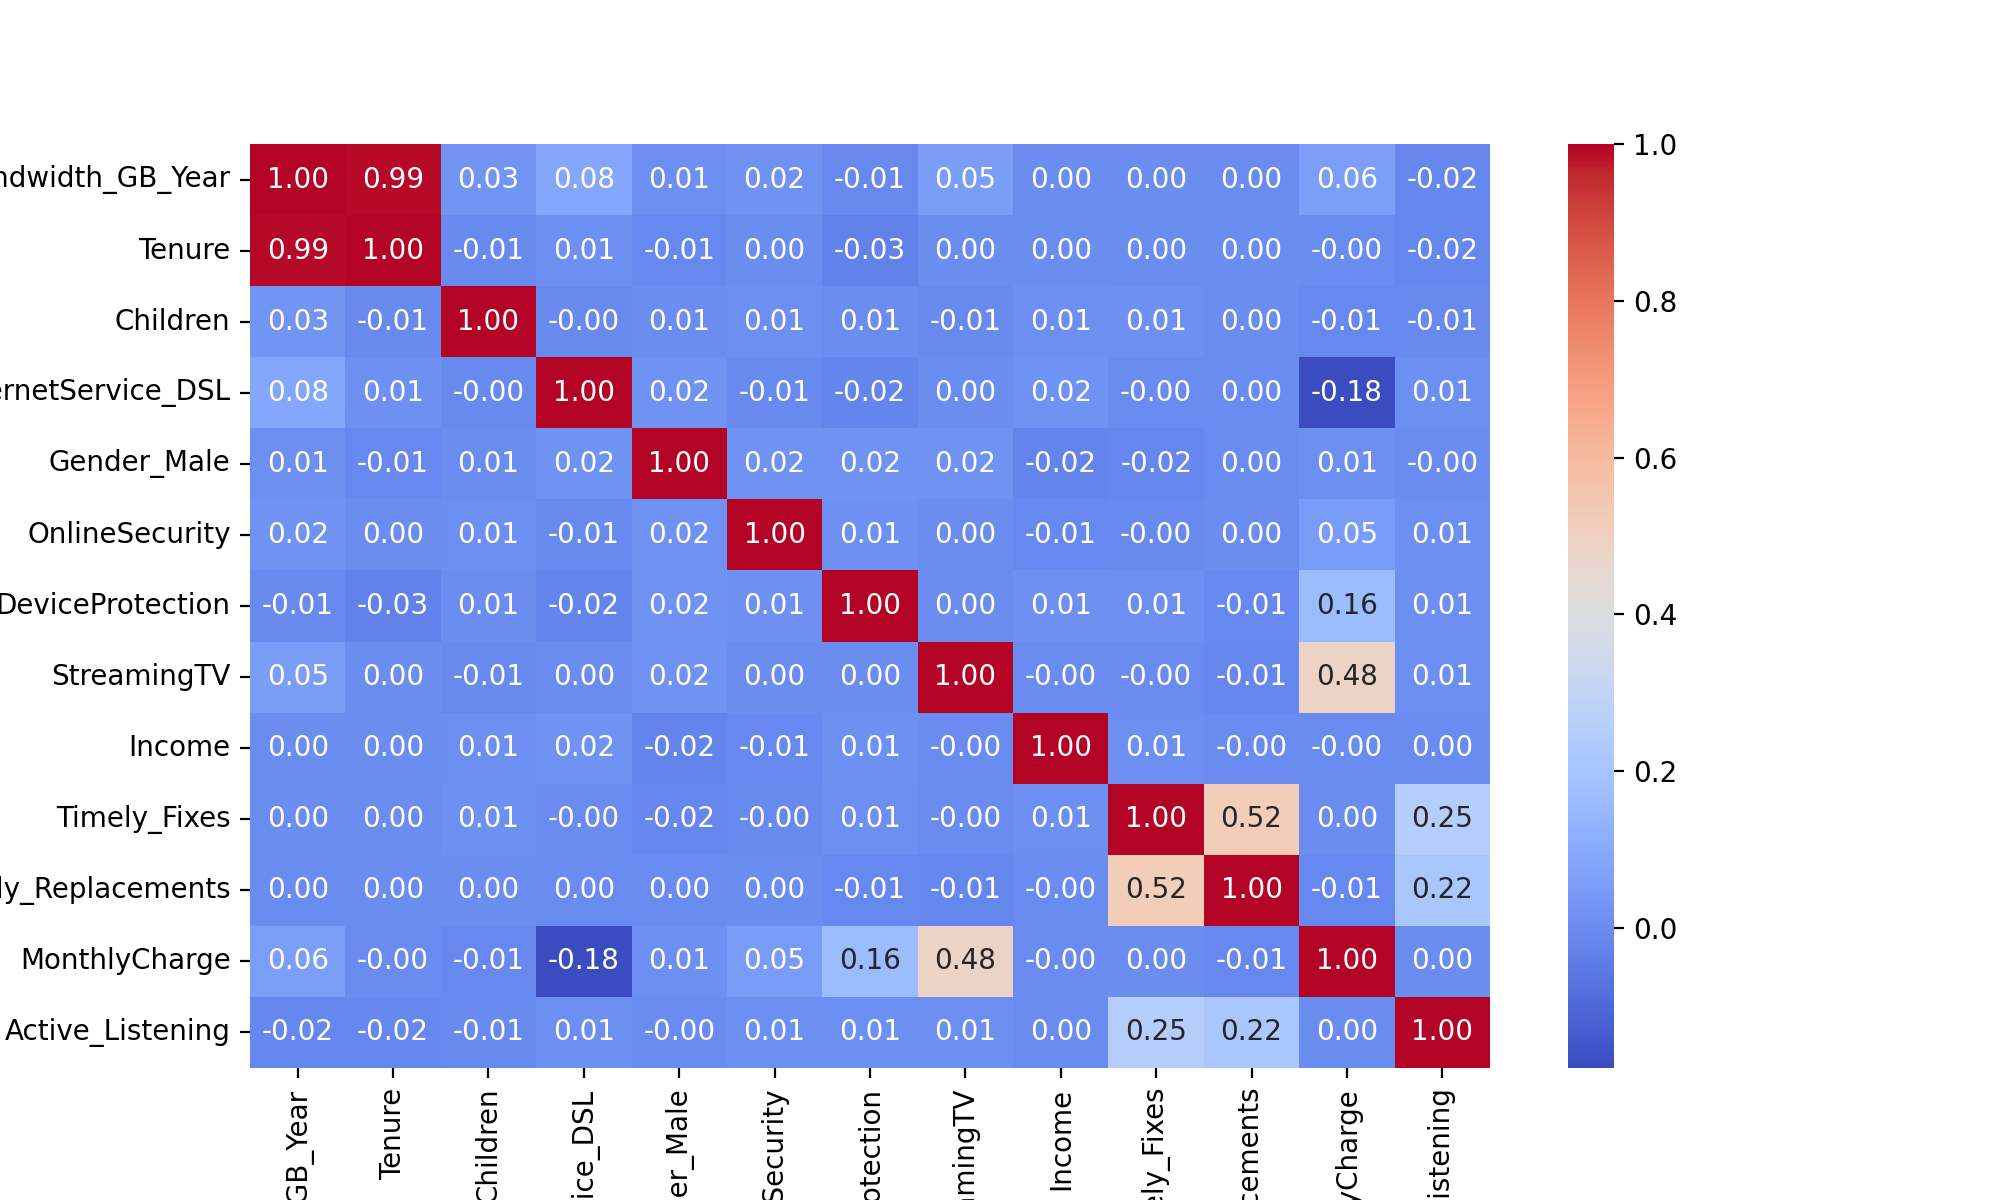 ndwidth_GB_Year 1.00 0.99 0.03 0.08 0.01 0.02 -0.01 0.05 0.00 0.00 0.00 0.06 -0.02
Tenure 0.99 1.00 -0.01 0.01 -0.01 0.00 -0.03 0.00 0.00 0.00 0.00 -0.00 -0.02
Children 0.03 -0.01 1.00 -0.00 0.01 0.01 0.01 -0.01 0.01 0.01 0.00 -0.01 -0.01
ernetService_DSL 0.08 0.01 -0.00 1.00 0.02 -0.01 -0.02 0.00 0.02 -0.00 0.00 -0.18 0.01
Gender_Male 0.01 -0.01 0.01 0.02 1.00 0.02 0.02 0.02 -0.02 -0.02 0.00 0.01 -0.00
OnlineSecurity 0.02 0.00 0.01 -0.01 0.02 1.00 0.01 0.00 -0.01 -0.00 0.00 0.05 0.01
DeviceProtection -0.01 -0.03 0.01 -0.02 0.02 0.01 1.00 0.00 0.01 0.01 -0.01 0.16 0.01
StreamingTV 0.05 0.00 -0.01 0.00 0.02 0.00 0.00 1.00 -0.00 -0.00 -0.01 0.48 0.01
Income 0.00 0.00 0.01 0.02 -0.02 -0.01 0.01 -0.00 1.00 0.01 -0.00 -0.00 0.00
Timely_Fixes 0.00 0.00 0.01 -0.00 -0.02 -0.00 0.01 -0.00 0.01 1.00 0.52 0.00 0.25
ly_Replacements 0.00 0.00 0.00 0.00 0.00 0.00 -0.01 -0.01 -0.00 0.52 1.00 -0.01 0.22
MonthlyCharge 0.06 -0.00 -0.01 -0.18 0.01 0.05 0.16 0.48 -0.00 0.00 -0.01 1.00 0.00
Active_Listening -0.02 -0.02 -0.01 0.01 -0.00 0.01 0.01 0.01 0.00 0.25 0.22 0.00 1.00
GB_Year
Tenure
Children
ice_DSL
er_Male
Security
otection
mingTV
Income
ely_Fixes
cements
yCharge
istening
1.0
0.8
0.6
0.4
0.2
0.0